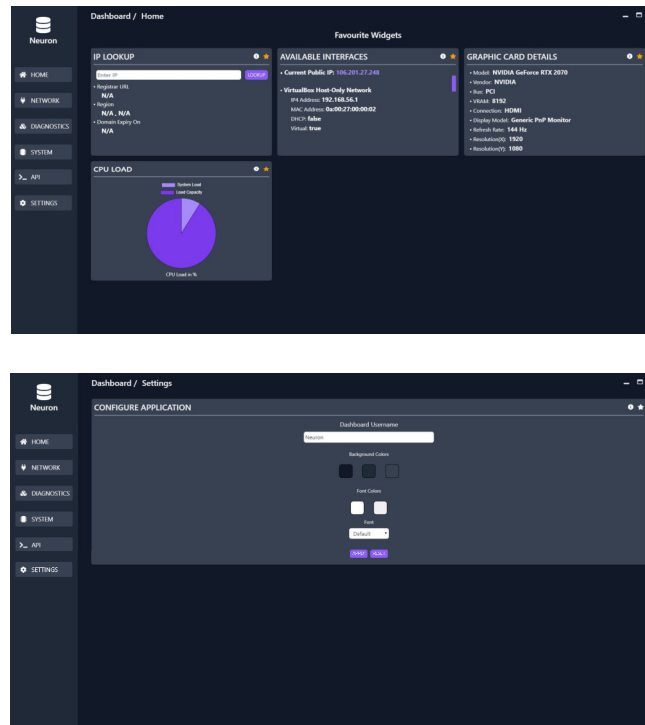 Dashboard / Home
Neuron
Favourite Widgets
HOME
NETWORK
DIAGNOSTICS
SYSTEM
API
SETTINGS
IP LOOKUP
Enter IP
LOOKUP
• Registrar URL
N/A
• Region
N/A , N/A
• Domain Expiry On
N/A
AVAILABLE INTERFACES
• Current Public IP: 106.201.27.248
• VirtualBox Host-Only Network
IP4 Address: 192.168.56.1
MAC Address: 0a:00:27:00:00:02
DHCP: false
Virtual: true
GRAPHIC CARD DETAILS
• Model: NVIDIA GeForce RTX 2070
• Vendor: NVIDIA
• Bus: PCI
• VRAM: 8192
• Connection: HDMI
• Display Model: Generic PnP Monitor
• Refresh Rate: 144 Hz
• Resolution(X): 1920
• Resolution(Y): 1080
CPU LOAD
System Load
Load Capacity
CPU Load in %
Dashboard / Settings
Neuron
HOME
NETWORK
DIAGNOSTICS
SYSTEM
API
SETTINGS
CONFIGURE APPLICATION
Dashboard Username
Neuron
Background Colors
Font Colors
Font
Default
APPLY RESET